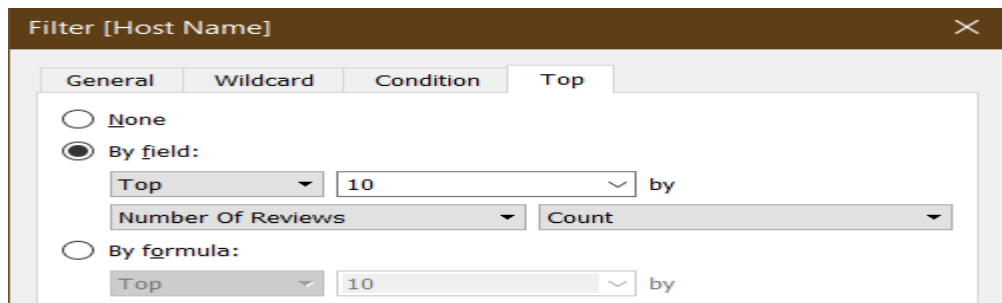 Filter [Host Name]
General Wildcard Condition Top
None
By field:
Top 10 by
Number Of Reviews Count
By formula:
Top 10 by